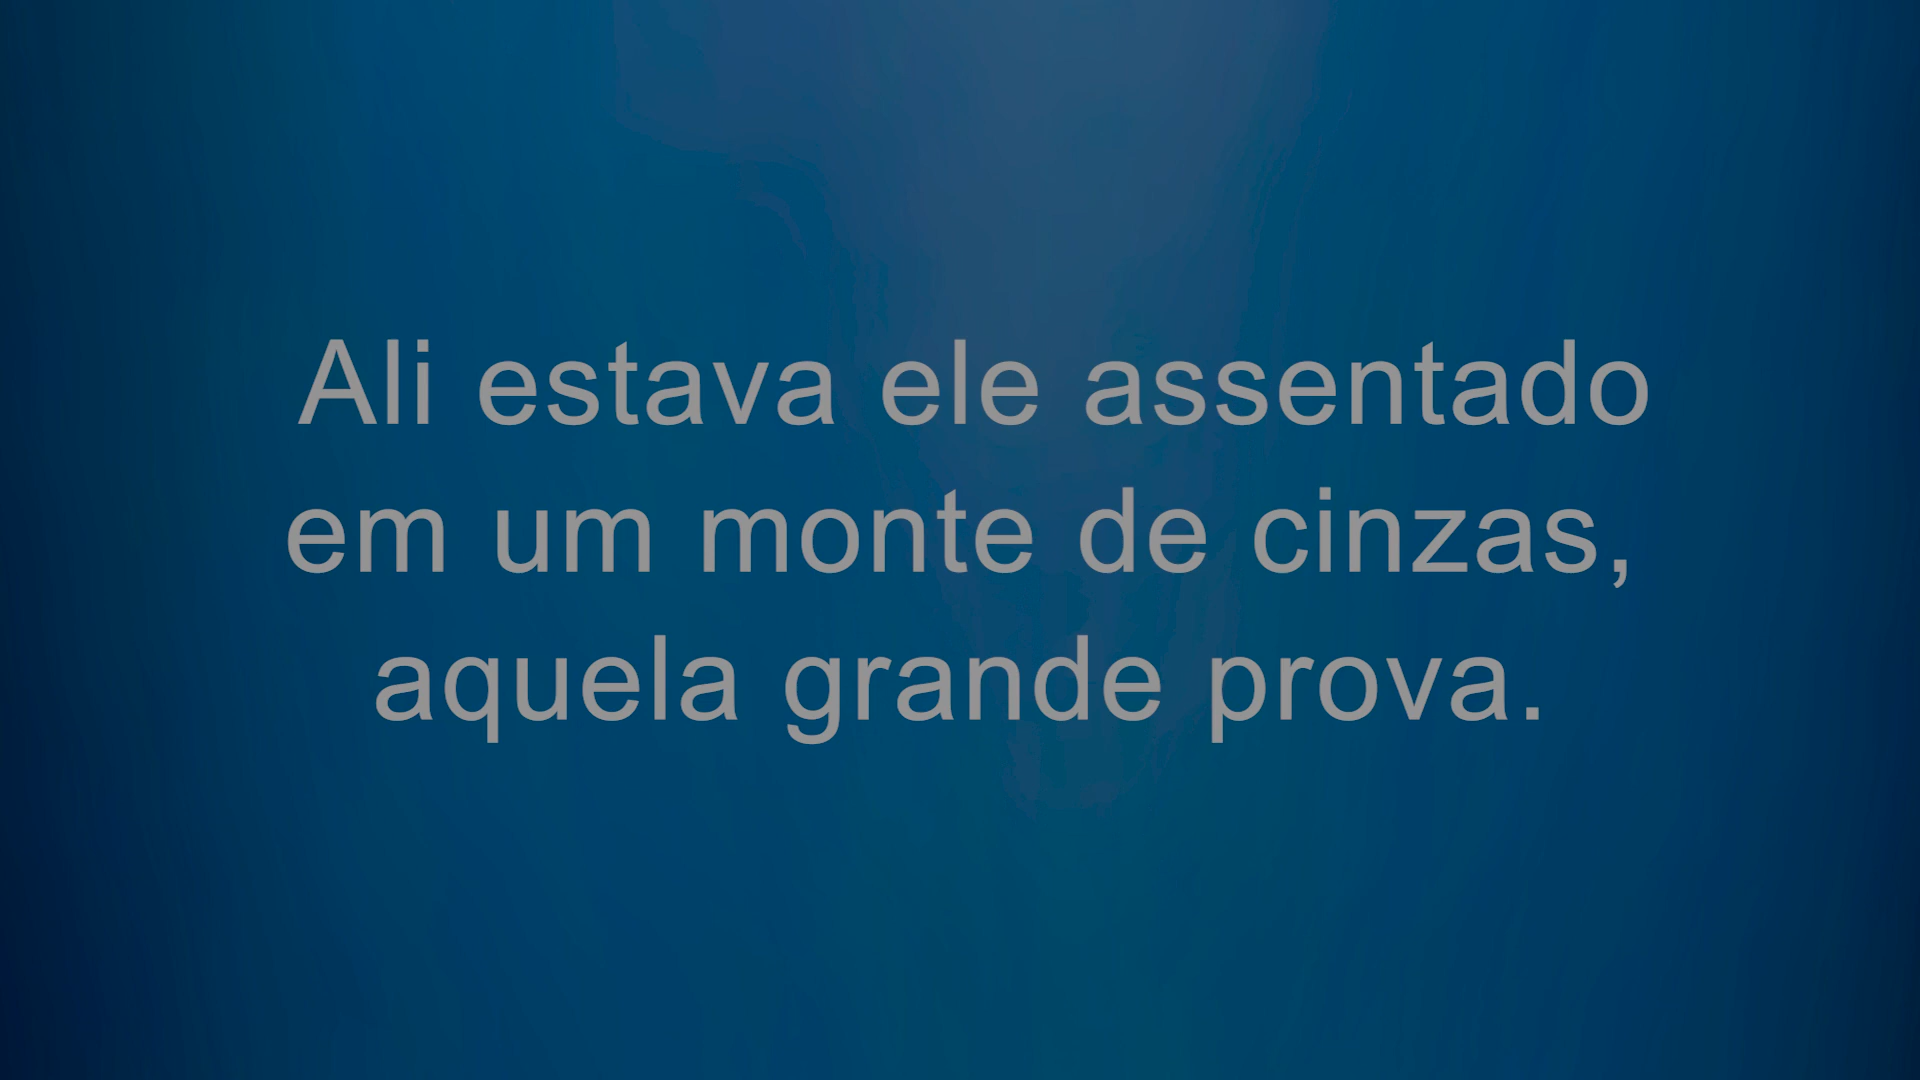 Ali estava ele assentado
em um monte de cinzas,
aquela grande prova.